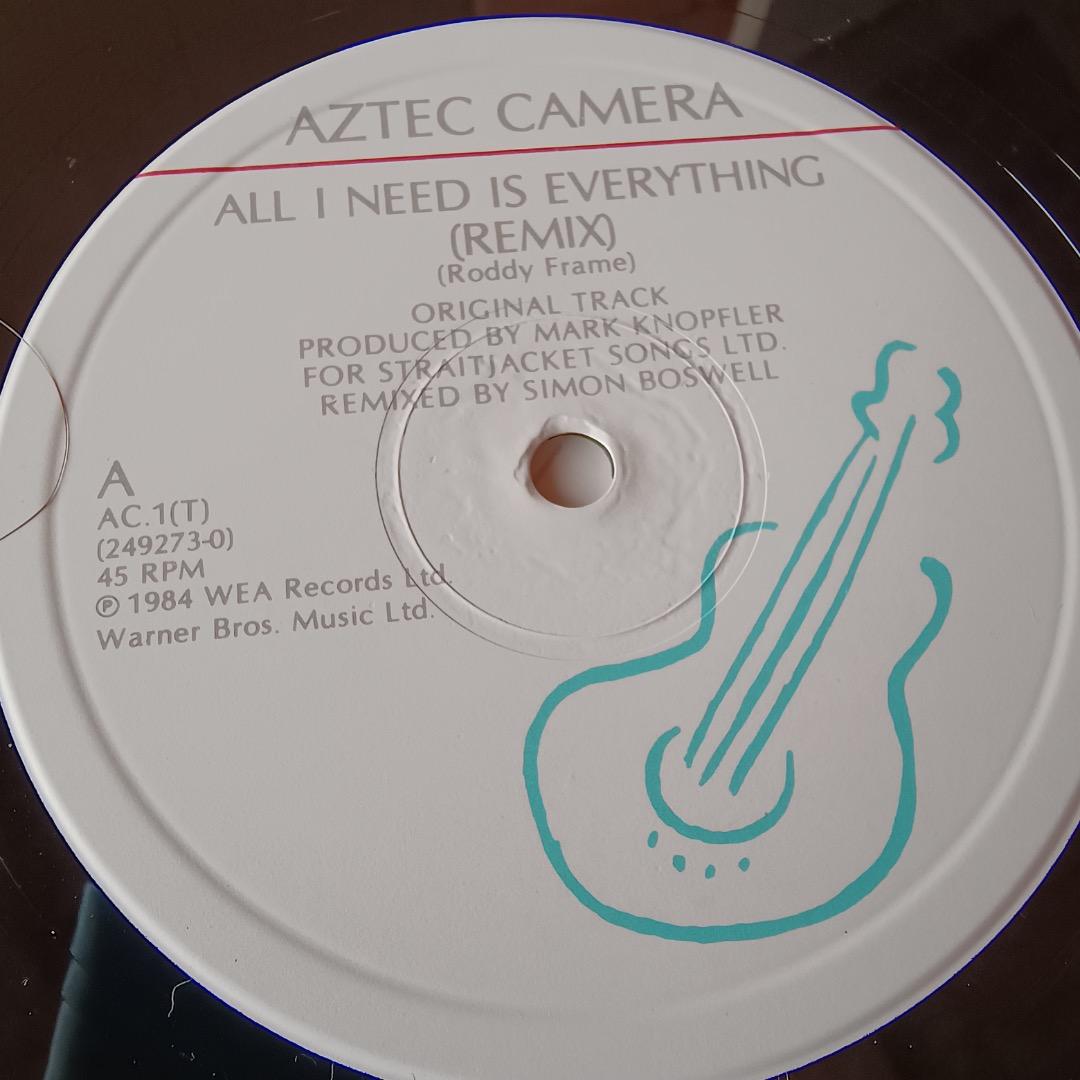 AZTEC CAMERA
ALL I NEED IS EVERYTHING
(REMIX)
(Roddy Frame)
ORIGINAL TRACK
PRODUCED BY MARK KNOPFLER
FOR STRAITJACKET SONGS LTD.
REMIXED BY SIMON BOSWELL
A
AC.1(T)
(249273-0)
45 RPM
℗ 1984 WEA Records Ltd.
Warner Bros. Music Ltd.